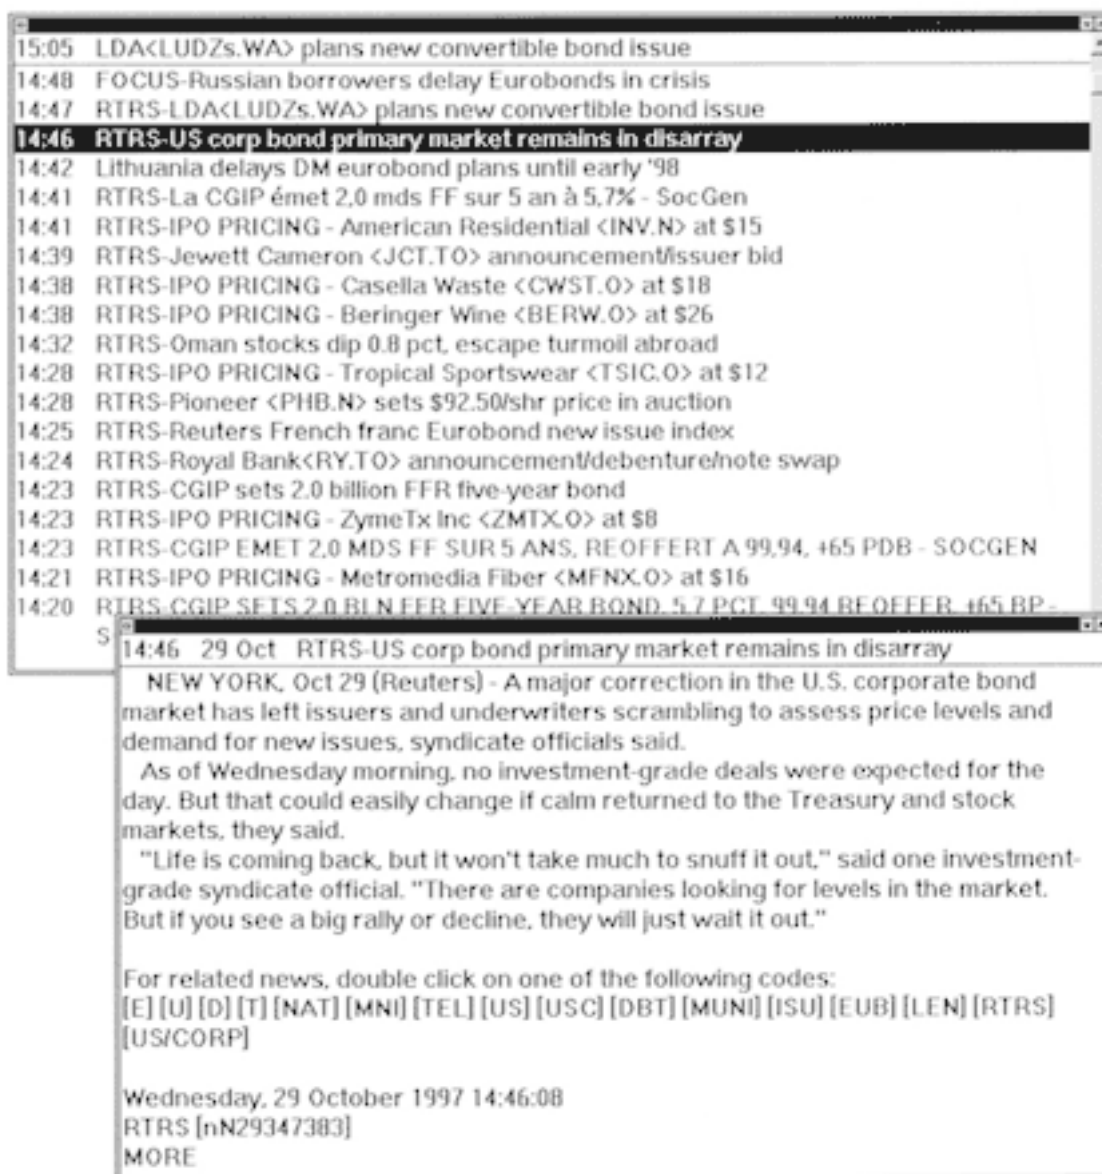 15:05 LDA<LUDZs.WA> plans new convertible bond issue
14:48 FOCUS-Russian borrowers delay Eurobonds in crisis
14:47 RTRS-LDA<LUDZs.WA> plans new convertible bond issue
14:46 RTRS-US corp bond primary market remains in disarray
14:42 Lithuania delays DM eurobond plans until early '98
14:41 RTRS-La CGIP émet 2,0 mds FF sur 5 an à 5,7% - SocGen
14:41 RTRS-IPO PRICING - American Residential <INV.N> at $15
14:39 RTRS-Jewett Cameron <JCT.TO> announcement/issuer bid
14:38 RTRS-IPO PRICING - Casella Waste <CWST.O> at $18
14:38 RTRS-IPO PRICING - Beringer Wine <BERW.O> at $26
14:32 RTRS-Oman stocks dip 0.8 pct, escape turmoil abroad
14:28 RTRS-IPO PRICING - Tropical Sportswear <TSIC.O> at $12
14:28 RTRS-Pioneer <PHB.N> sets $92.50/shr price in auction
14:25 RTRS-Reuters French franc Eurobond new issue index
14:24 RTRS-Royal Bank<RY.TO> announcement/debenture/note swap
14:23 RTRS-CGIP sets 2.0 billion FFR five-year bond
14:23 RTRS-IPO PRICING - ZymeTx Inc <ZMTX.O> at $8
14:23 RTRS-CGIP EMET 2,0 MDS FF SUR 5 ANS, REOFFERT A 99,94, +65 PDB - SOCGEN
14:21 RTRS-IPO PRICING - Metromedia Fiber <MFNX.O> at $16
14:20 RTRS-CGIP SETS 2.0 BLN FFR FIVE-YEAR BOND, 5.7 PCT, 99.94 REOFFER, +65 BP -
S
14:46 29 Oct RTRS-US corp bond primary market remains in disarray
NEW YORK, Oct 29 (Reuters) - A major correction in the U.S. corporate bond
market has left issuers and underwriters scrambling to assess price levels and
demand for new issues, syndicate officials said.
As of Wednesday morning, no investment-grade deals were expected for the
day. But that could easily change if calm returned to the Treasury and stock
markets, they said.
"Life is coming back, but it won't take much to snuff it out," said one investment-
grade syndicate official. "There are companies looking for levels in the market.
But if you see a big rally or decline, they will just wait it out."
For related news, double click on one of the following codes:
[E] [U] [D] [T] [NAT] [MNI] [TEL] [US] [USC] [DBT] [MUNI] [ISU] [EUB] [LEN] [RTRS]
[US/CORP]
Wednesday, 29 October 1997 14:46:08
RTRS [nN29347383]
MORE